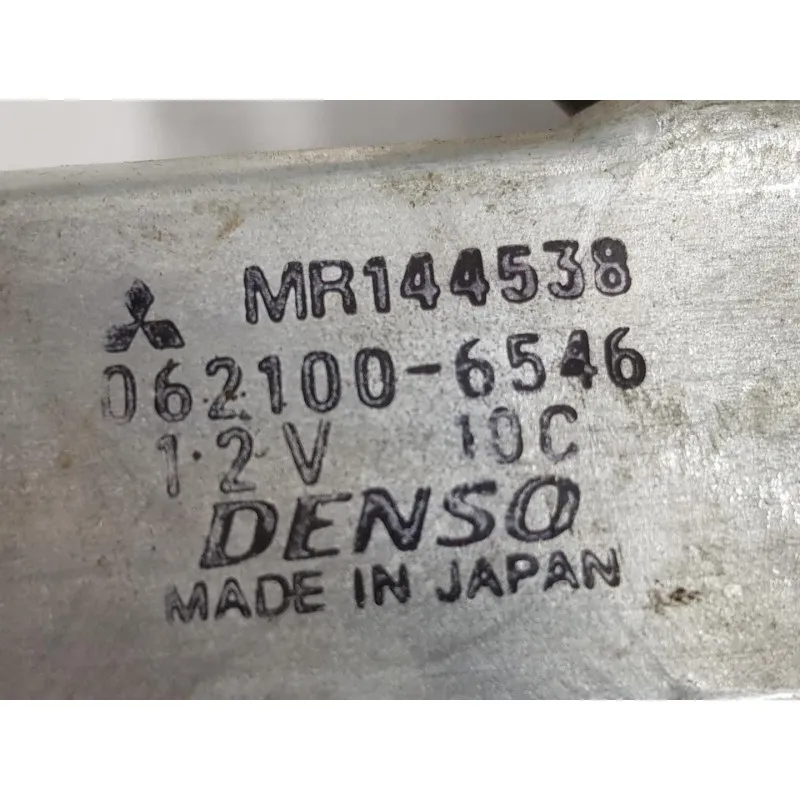 MR144538
062100-6546
12V 10C
DENSO
MADE IN JAPAN